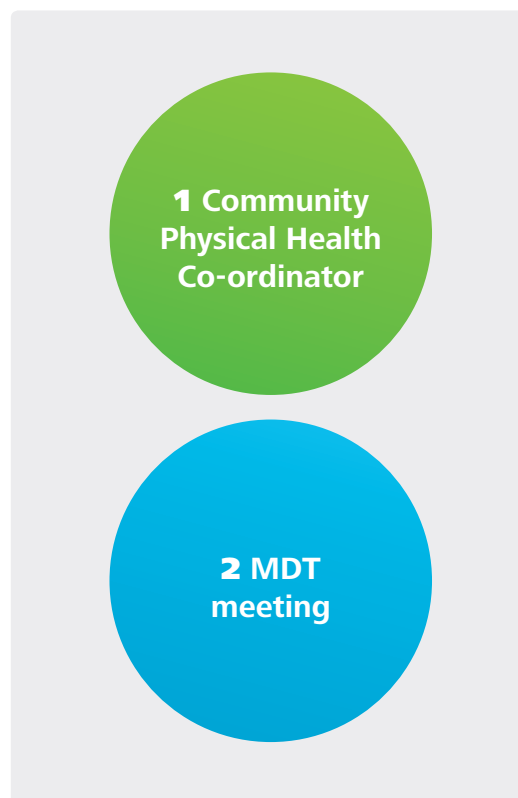 1 Community
Physical Health
Co-ordinator
2 MDT
meeting